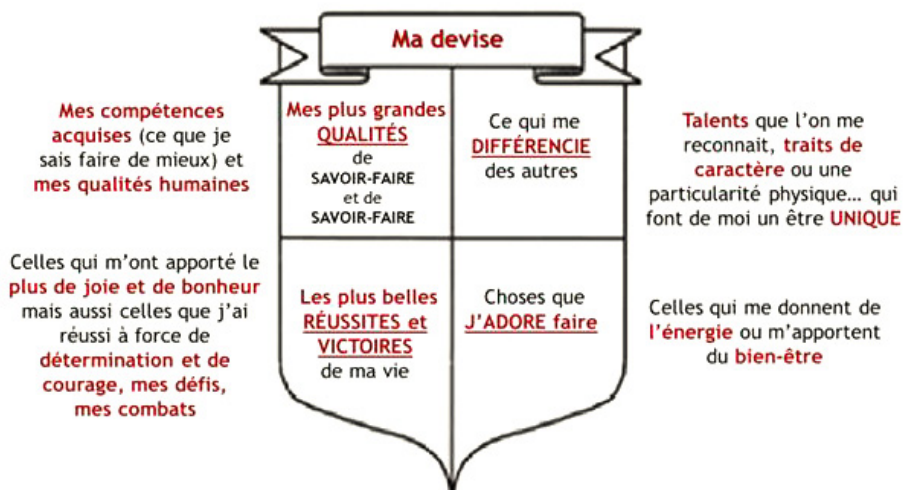 Ma devise
Mes compétences
acquises (ce que je
sais faire de mieux) et
mes qualités humaines
Mes plus grandes
QUALITÉS
de
SAVOIR-FAIRE
et de
SAVOIR-FAIRE
Ce qui me
DIFFÉRENCIE
des autres
Talents que l'on me
reconnait, traits de
caractère ou une
particularité physique... qui
font de moi un être UNIQUE
Celles qui m'ont apporté le
plus de joie et de bonheur
mais aussi celles que j'ai
réussi à force de
détermination et de
courage, mes défis,
mes combats
Les plus belles
RÉUSSITES et
VICTOIRES
de ma vie
Choses que
J'ADORE faire
Celles qui me donnent de
l'énergie ou m'apportent
du bien-être